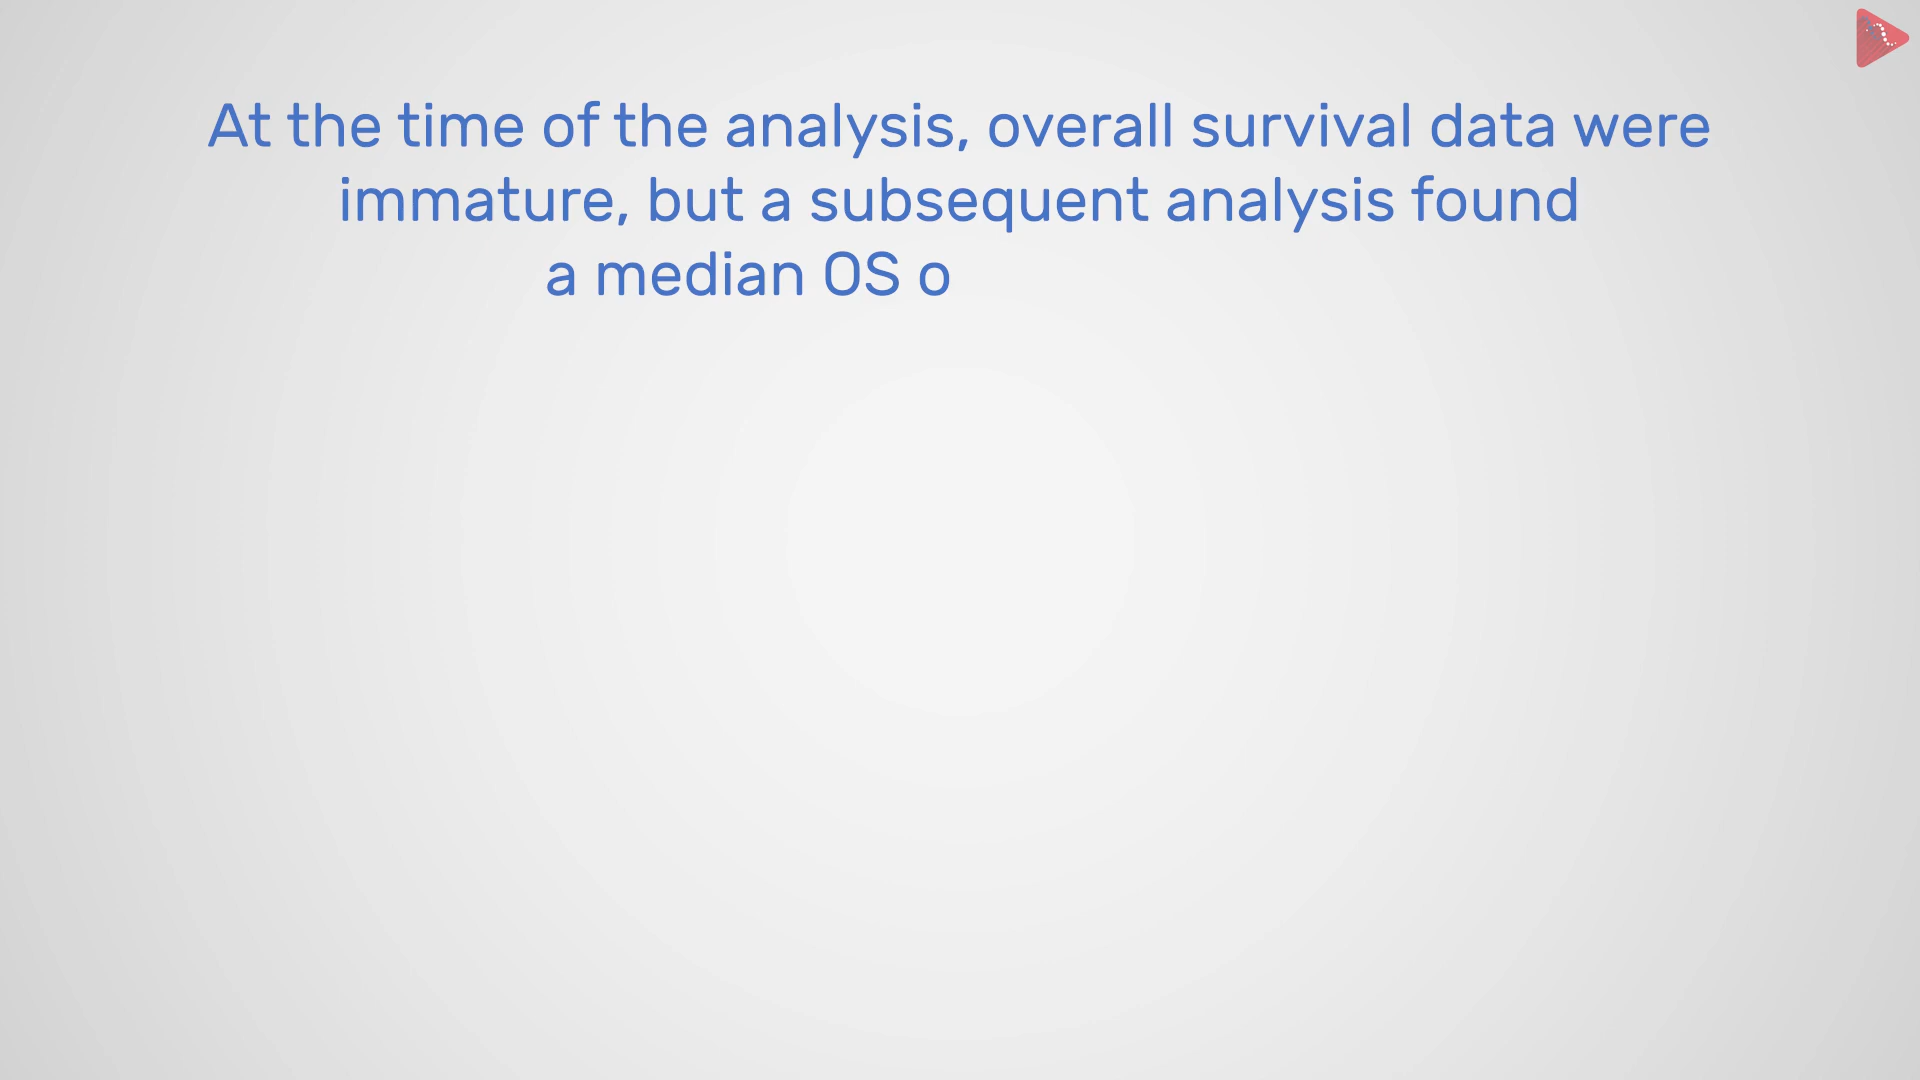 At the time of the analysis, overall survival data were
immature, but a subsequent analysis found
a median OS o